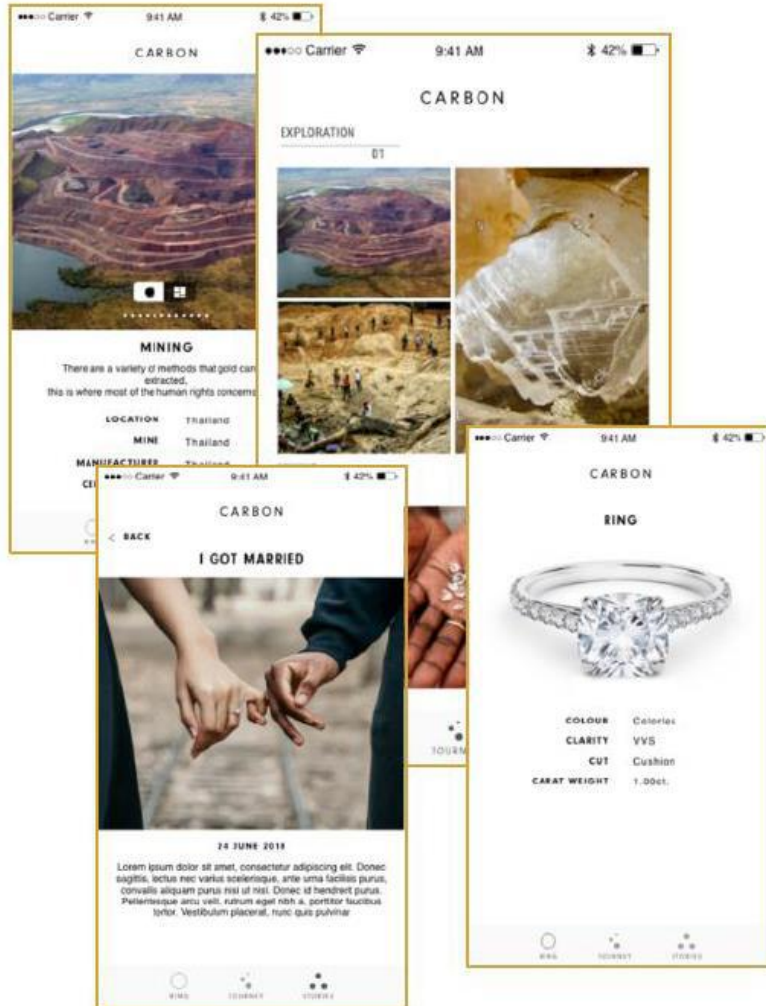 Carrier
9:41 AM
42%
CARBON
MINING
There are a variety of methods that gold can
extracted,
this is where most of the human rights concerns
LOCATION Thailand
MINE Thailand
MANUFACTURER Thailand
Carrier
9:41 AM
42%
CARBON
EXPLORATION
01
Carrier
9:41 AM
42%
CARBON
< BACK
I GOT MARRIED
24 JUNE 2018
Lorem ipsum dolor sit amet, consectetur adipiscing elit. Donec
sagittis, lectus nec varius scelerisque, ante urna facilisis purus,
convallis aliquam purus nisi ut nisl. Donec id hendrerit purus.
Pellentesque arcu velit, rutrum eget nibh a, porttitor faucibus
tortor. Vestibulum placerat, nunc quis pulvinar
RING JOURNEY STORIES
Carrier
9:41 AM
42%
CARBON
RING
COLOUR Colorless
CLARITY VVS
CUT Cushion
CARAT WEIGHT 1.00ct.
RING JOURNEY STORIES